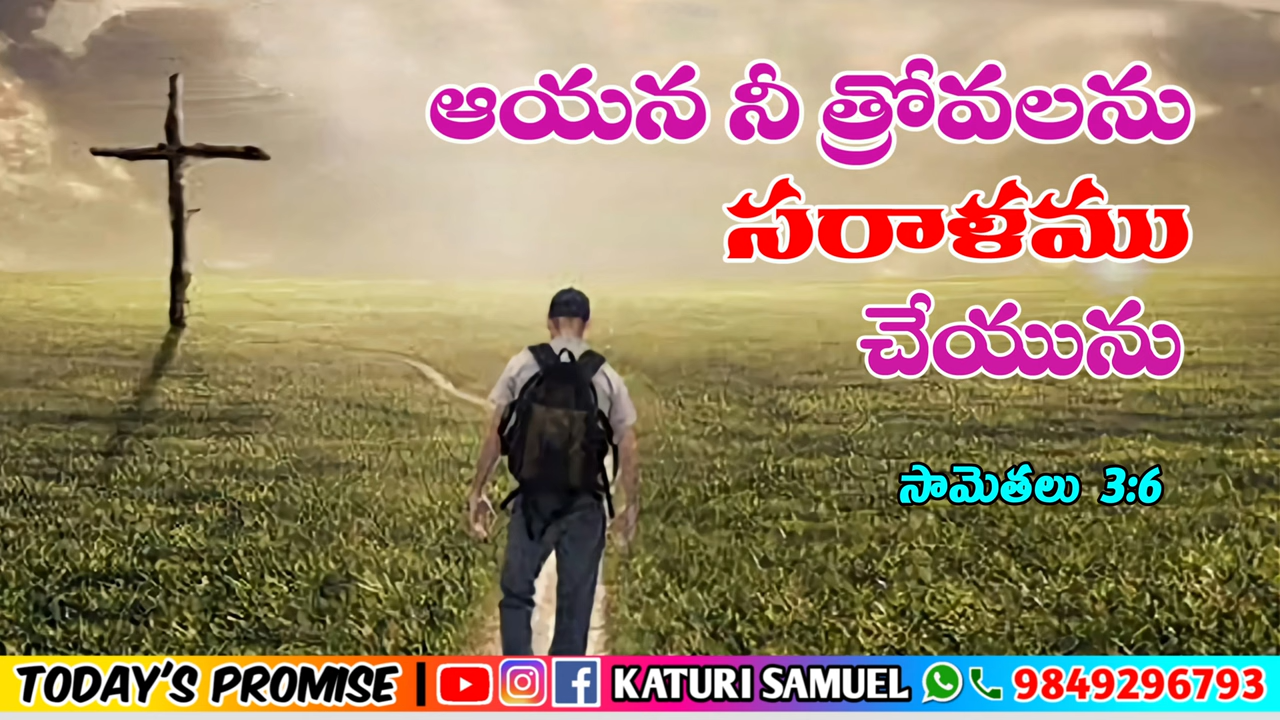 ఆయన నీ త్రోవలను
సరాళము
చేయును
సామెతలు 3:6
TODAY'S PROMISE | KATURI SAMUEL 9849296793